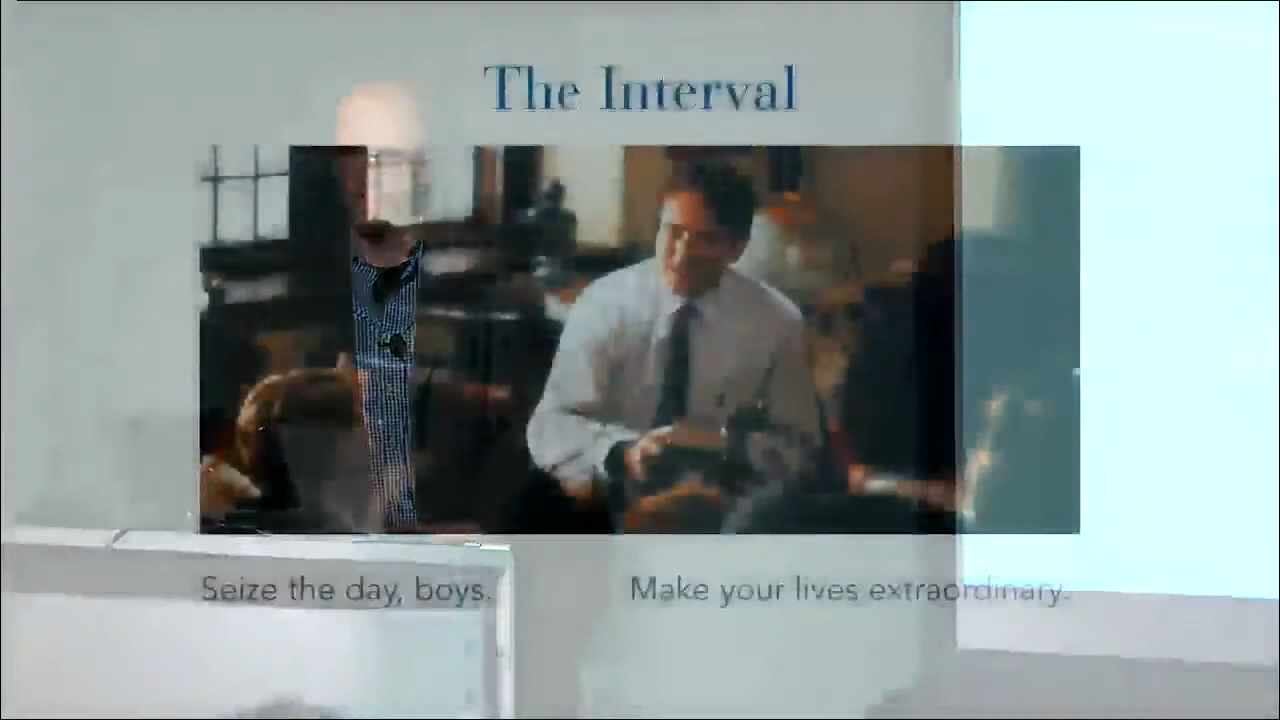 The Interval
Seize the day, boys.
Make your lives extraordinary.